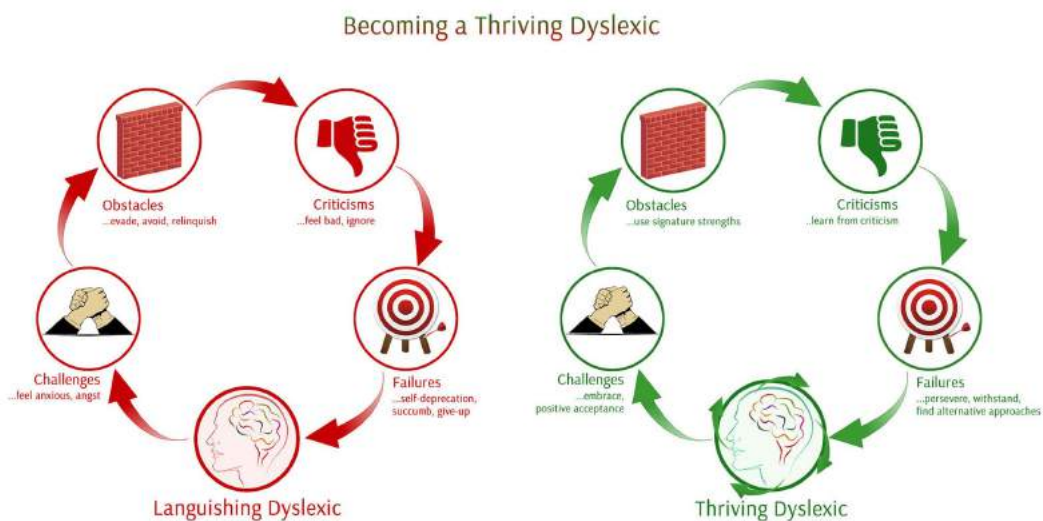 Becoming a Thriving Dyslexic
Obstacles
...evade, avoid, relinquish
Criticisms
...feel bad, ignore
Challenges
...feel anxious, angst
Failures
...self-deprecation,
succumb, give-up
Languishing Dyslexic
Obstacles
...use signature strengths
Criticisms
..learn from criticism
Challenges
...embrace,
positive acceptance
Failures
...persevere, withstand,
find alternative approaches
Thriving Dyslexic